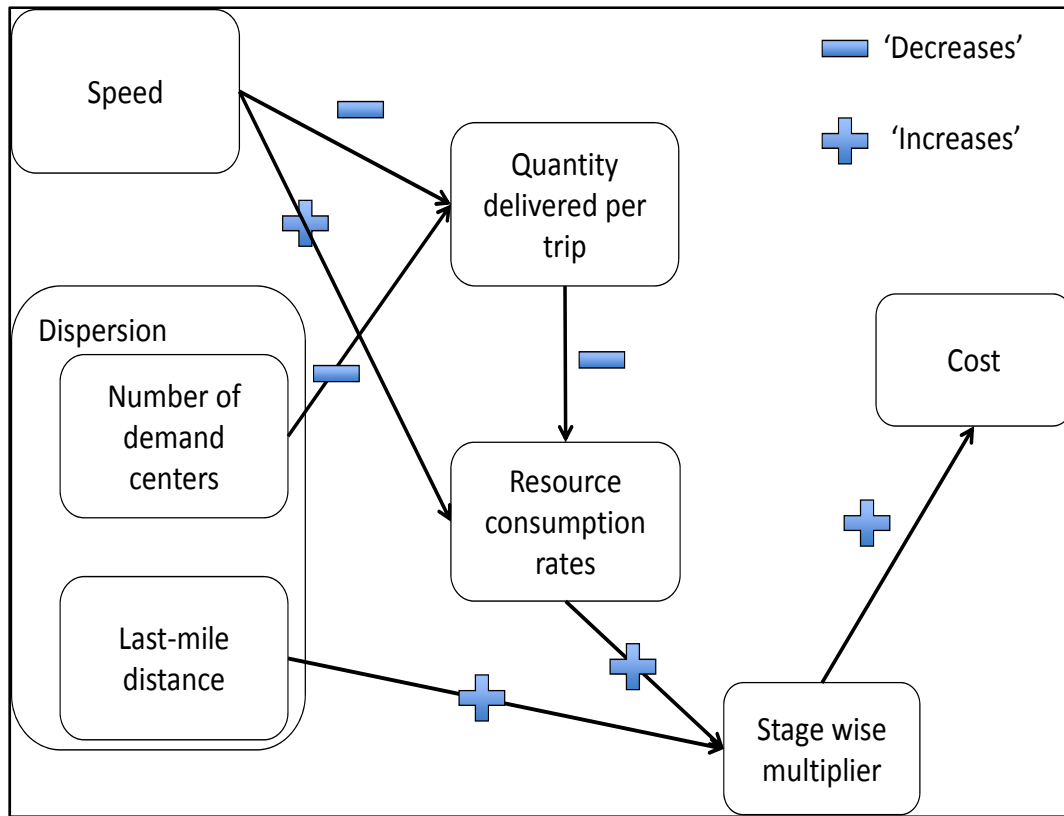 Speed
‘Decreases’
‘Increases’
Quantity
delivered per
trip
Dispersion
Number of
demand
centers
Cost
Resource
consumption
rates
Last-mile
distance
Stage wise
multiplier